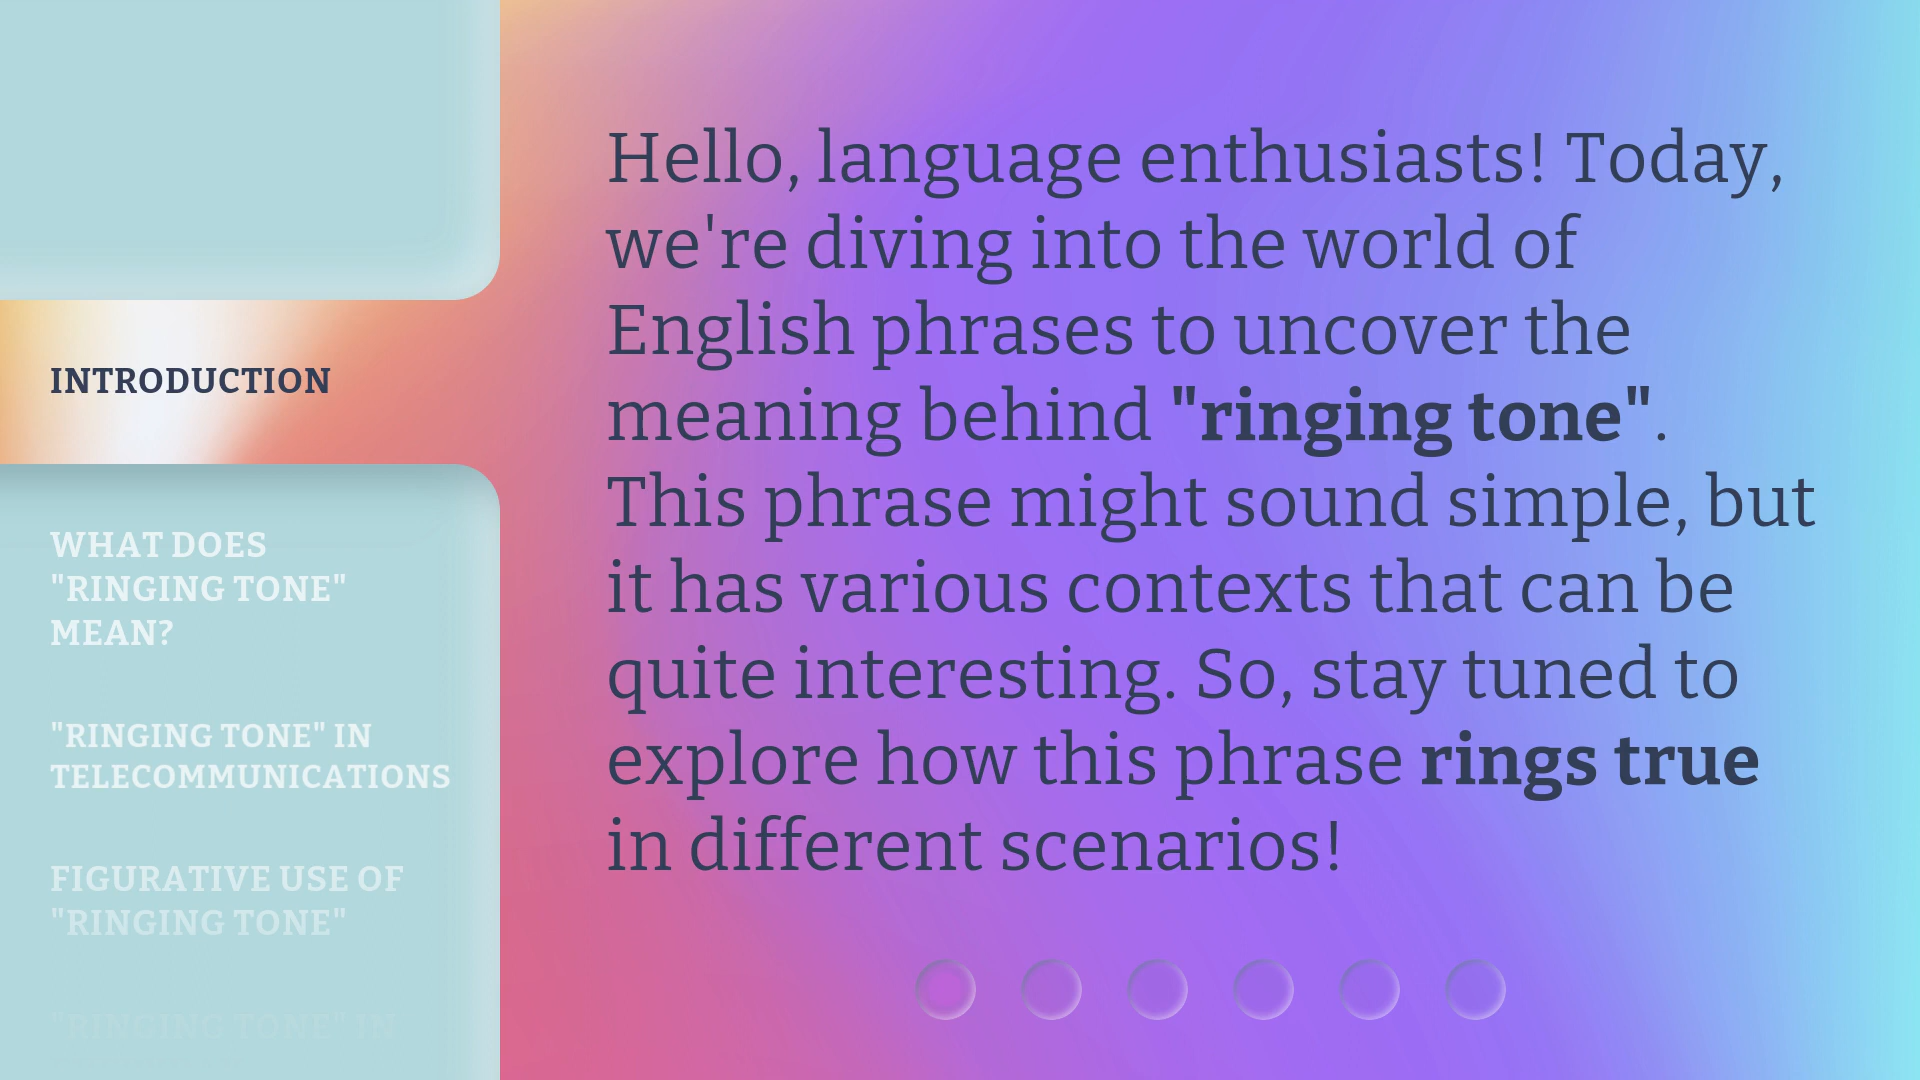 INTRODUCTION
WHAT DOES
"RINGING TONE"
MEAN?
"RINGING TONE" IN
TELECOMMUNICATIONS
FIGURATIVE USE OF
"RINGING TONE"
"RINGING TONE" IN
Hello, language enthusiasts! Today,
we're diving into the world of
English phrases to uncover the
meaning behind "ringing tone".
This phrase might sound simple, but
it has various contexts that can be
quite interesting. So, stay tuned to
explore how this phrase rings true
in different scenarios!